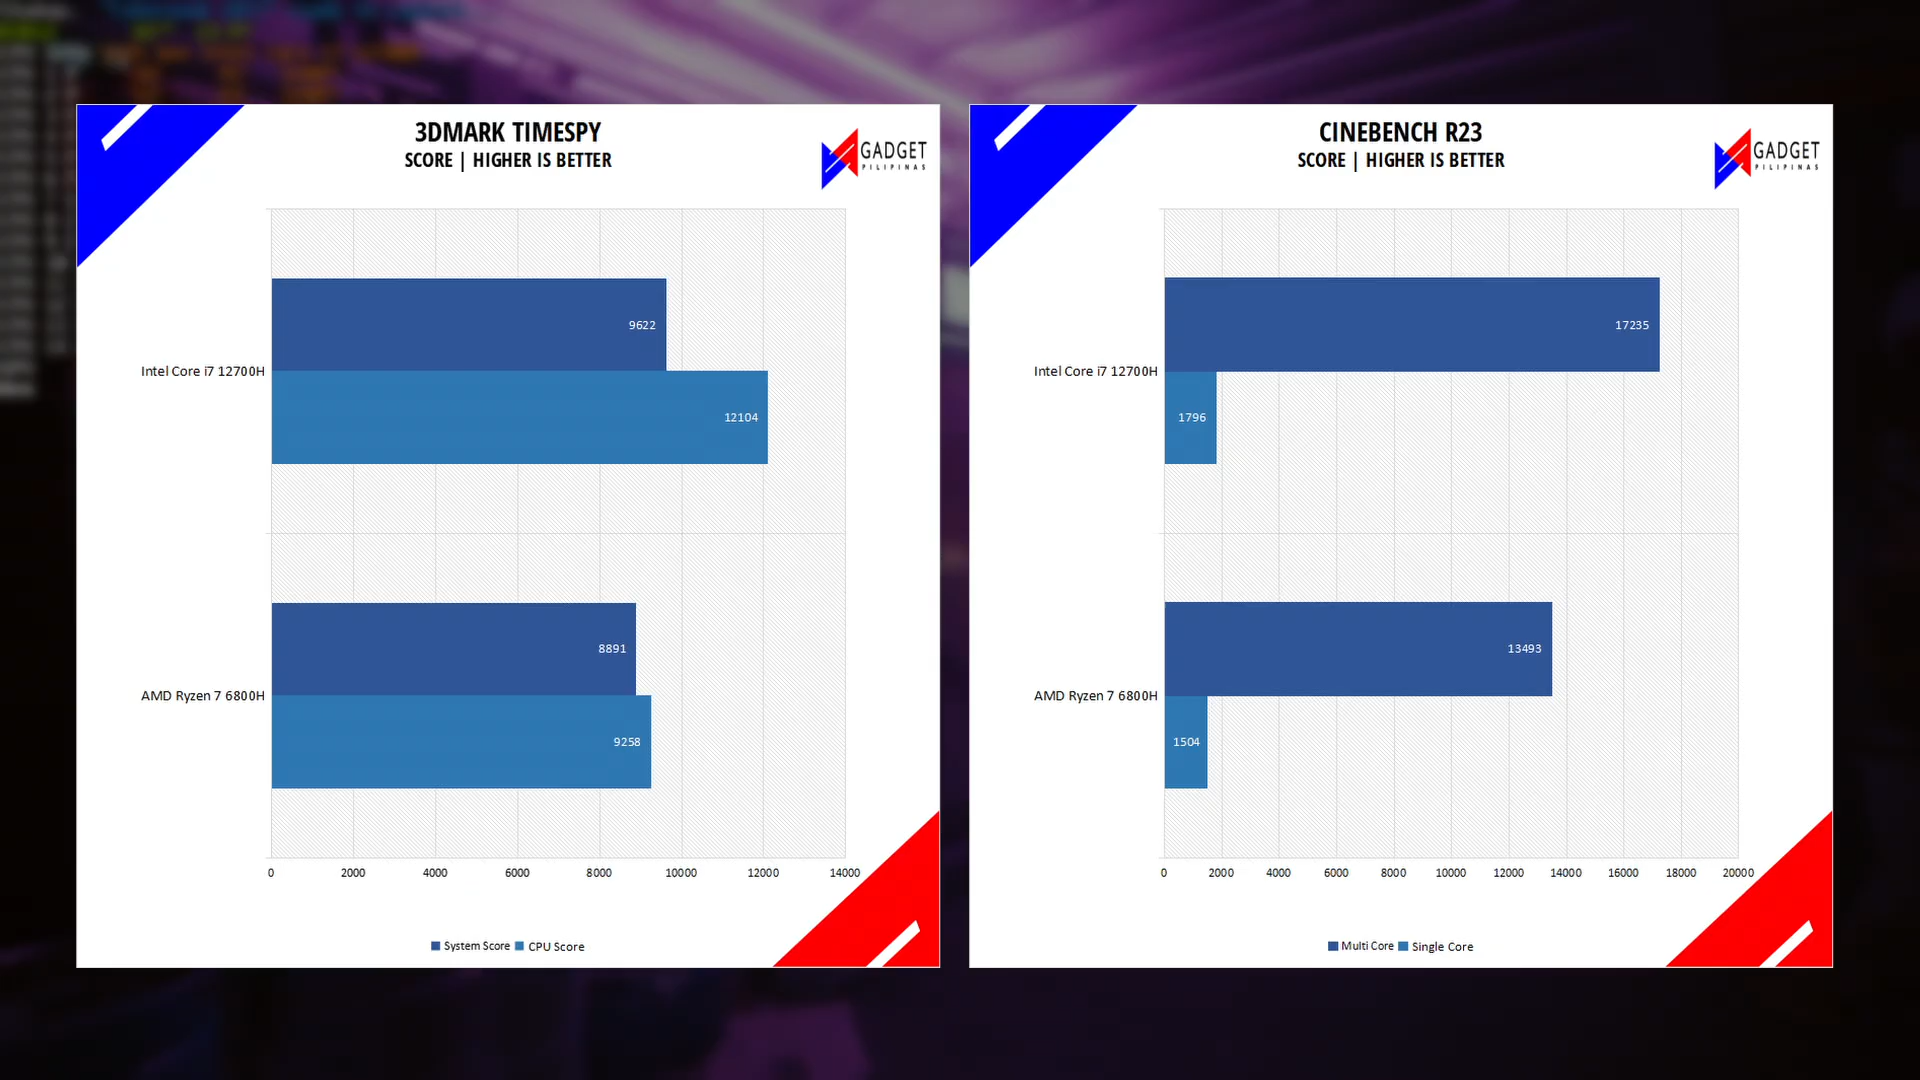 3DMARK TIMESPY
SCORE | HIGHER IS BETTER
GADGET
PILIPINAS
Intel Core i7 12700H
9622
12104
AMD Ryzen 7 6800H
8891
9258
0 2000 4000 6000 8000 10000 12000 14000
System Score CPU Score
CINEBENCH R23
SCORE | HIGHER IS BETTER
GADGET
PILIPINAS
Intel Core i7 12700H
17235
1796
AMD Ryzen 7 6800H
13493
1504
0 2000 4000 6000 8000 10000 12000 14000 16000 18000 20000
Multi Core Single Core